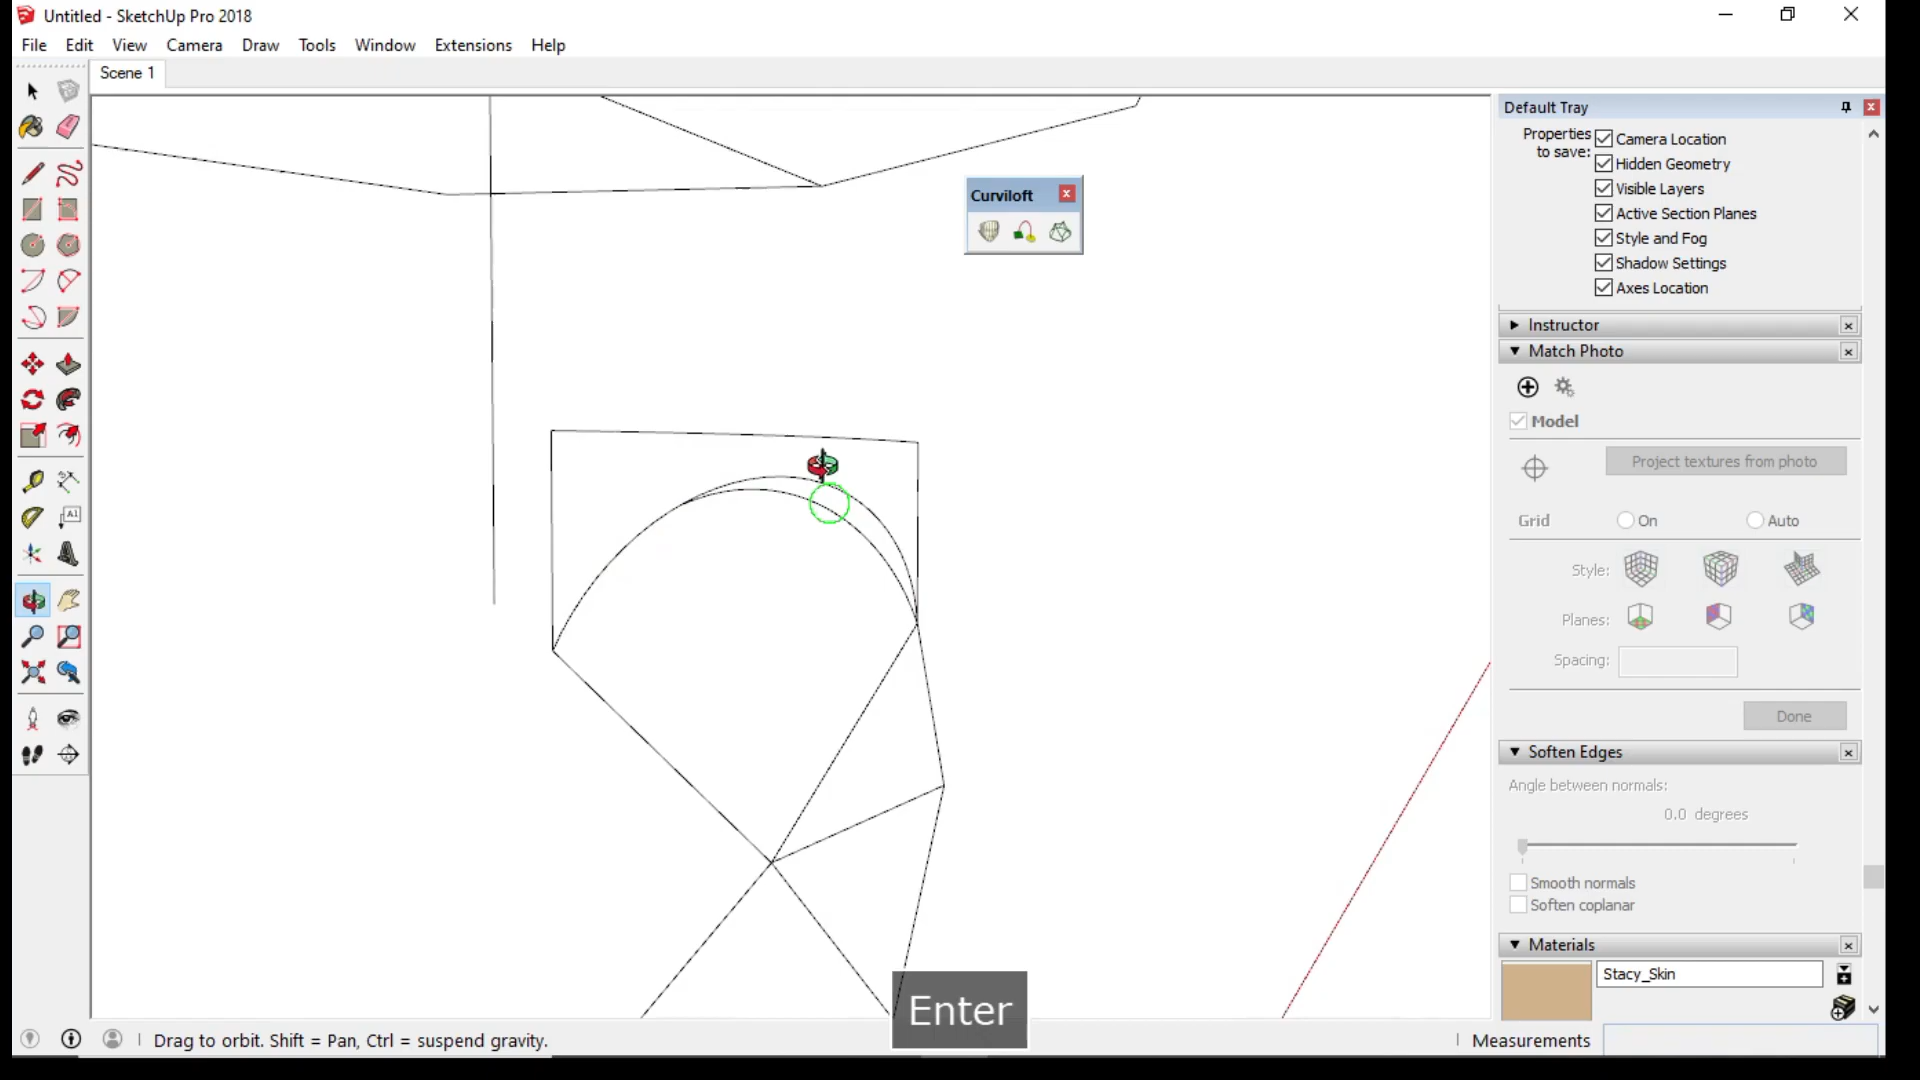 Untitled - SketchUp Pro 2018
File Edit View Camera Draw Tools Window Extensions Help
Scene 1
Default Tray
Properties to save:
Camera Location
Hidden Geometry
Visible Layers
Active Section Planes
Style and Fog
Shadow Settings
Axes Location
Curviloft
Instructor
Match Photo
Model
Project textures from photo
Grid On Auto
Style:
Planes:
Spacing:
Done
Soften Edges
Angle between normals:
0.0 degrees
Smooth normals
Soften coplanar
Materials
Stacy_Skin
Enter
Drag to orbit. Shift = Pan, Ctrl = suspend gravity.
Measurements